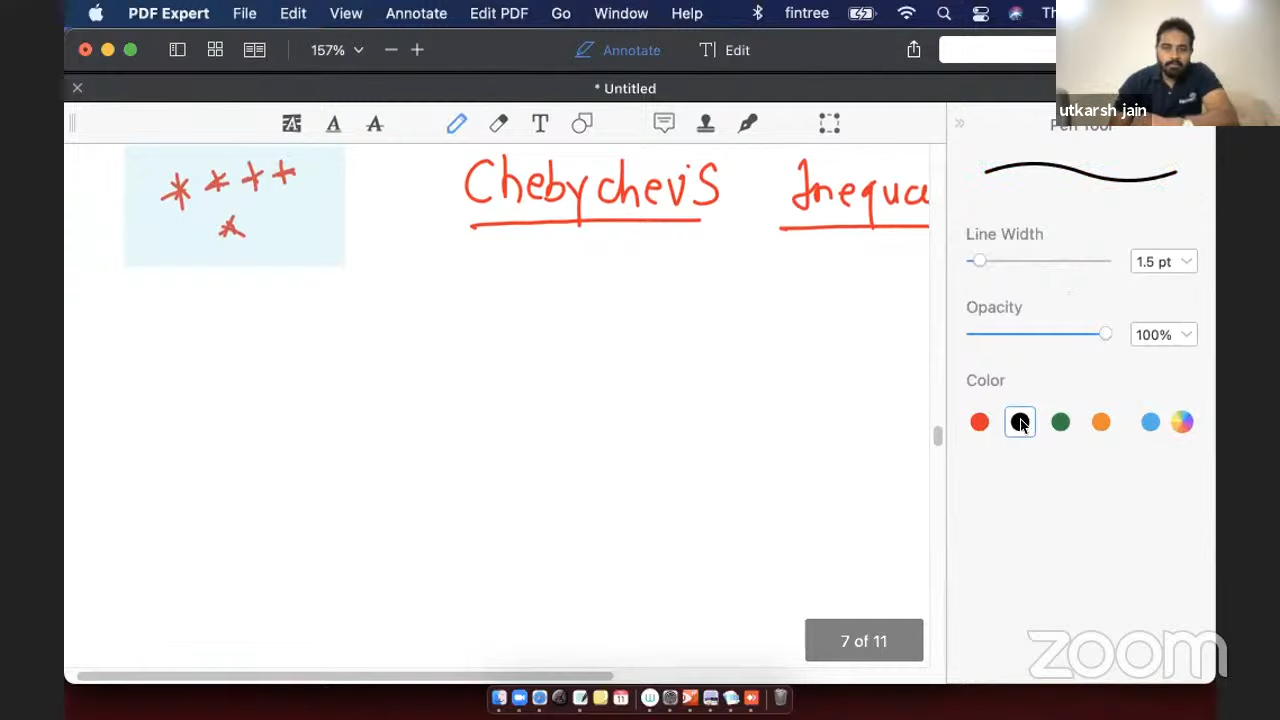 PDF Expert File Edit View Annotate Edit PDF Go Window Help fintree Th
157% Annotate T Edit
* Untitled
utkarsh jain
Pen Tool
Chebychev's Inequa
Line Width
1.5 pt
Opacity
100%
Color
7 of 11
zoom